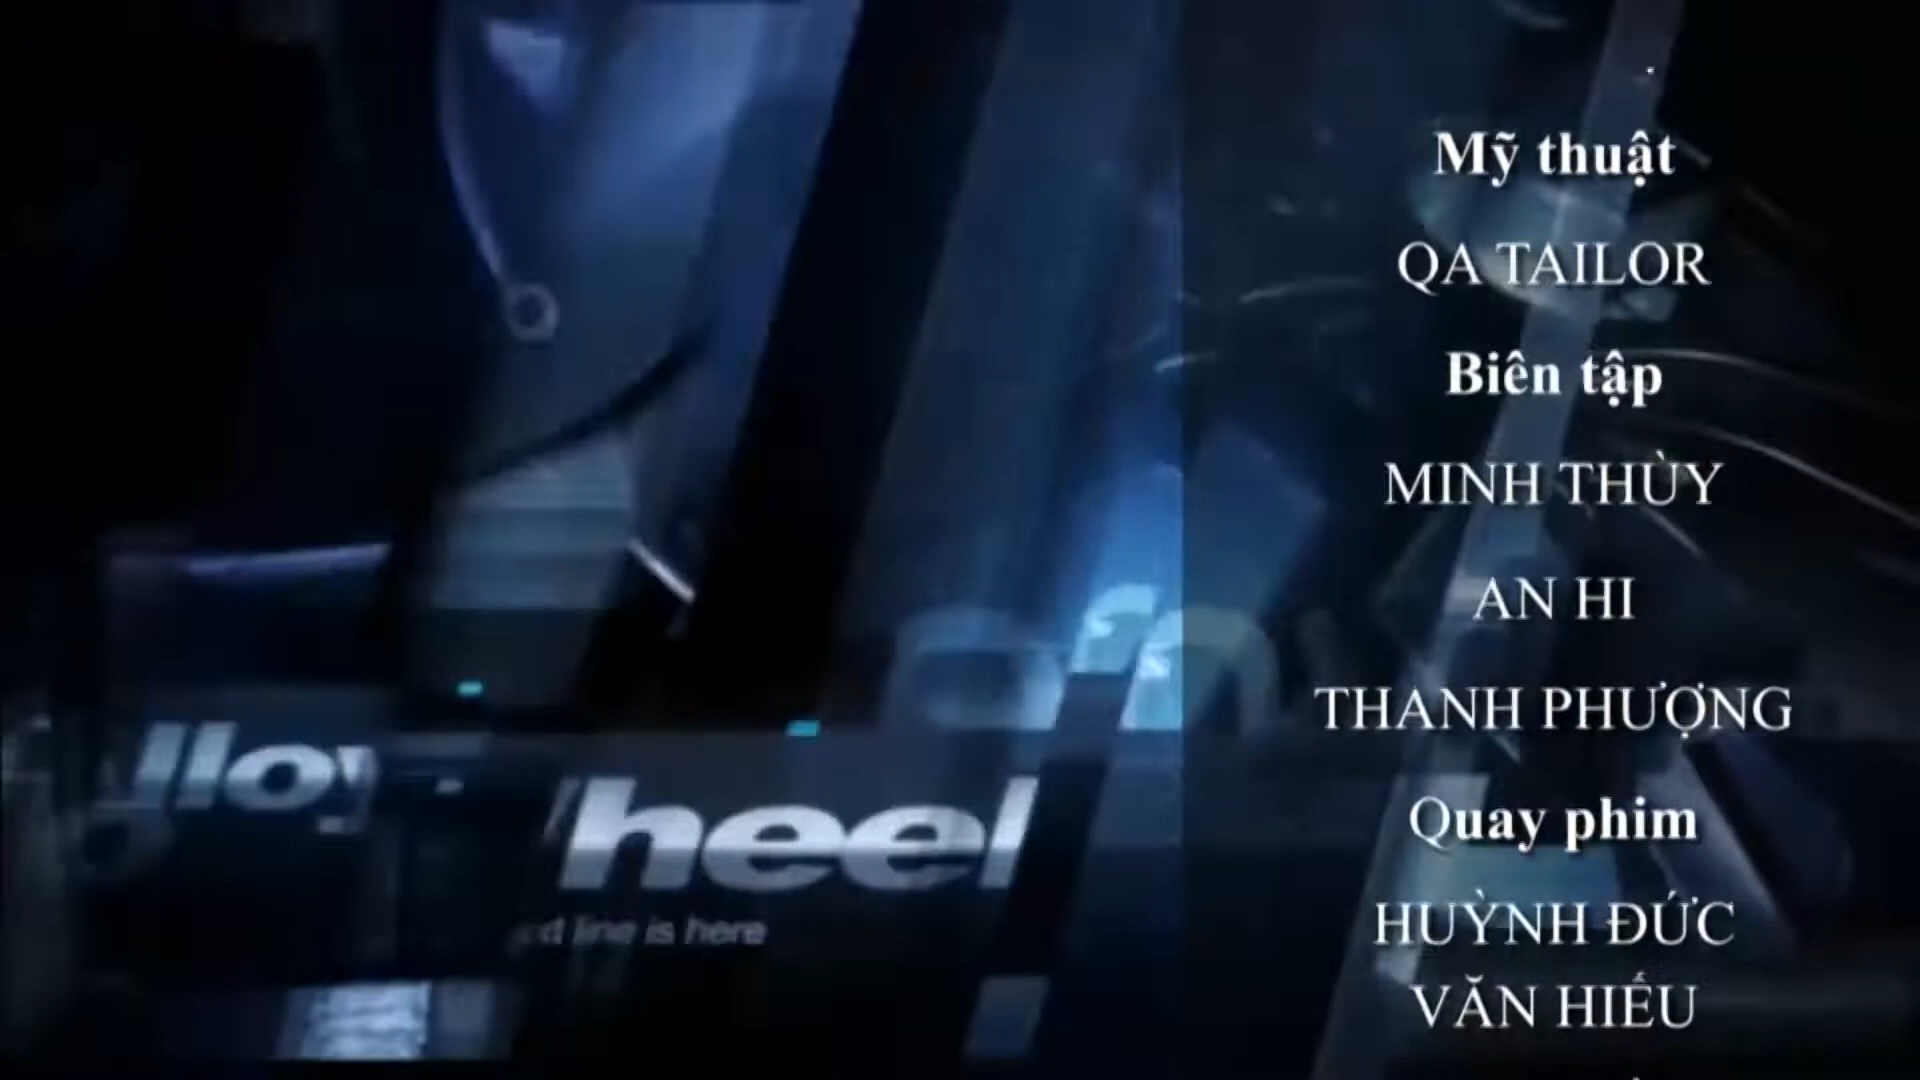 Mỹ thuật
QA TAILOR
Biên tập
MINH THÙY
AN HI
THANH PHƯỢNG
Quay phim
HUỲNH ĐỨC
VĂN HIẾU
lloy
heel
line is here